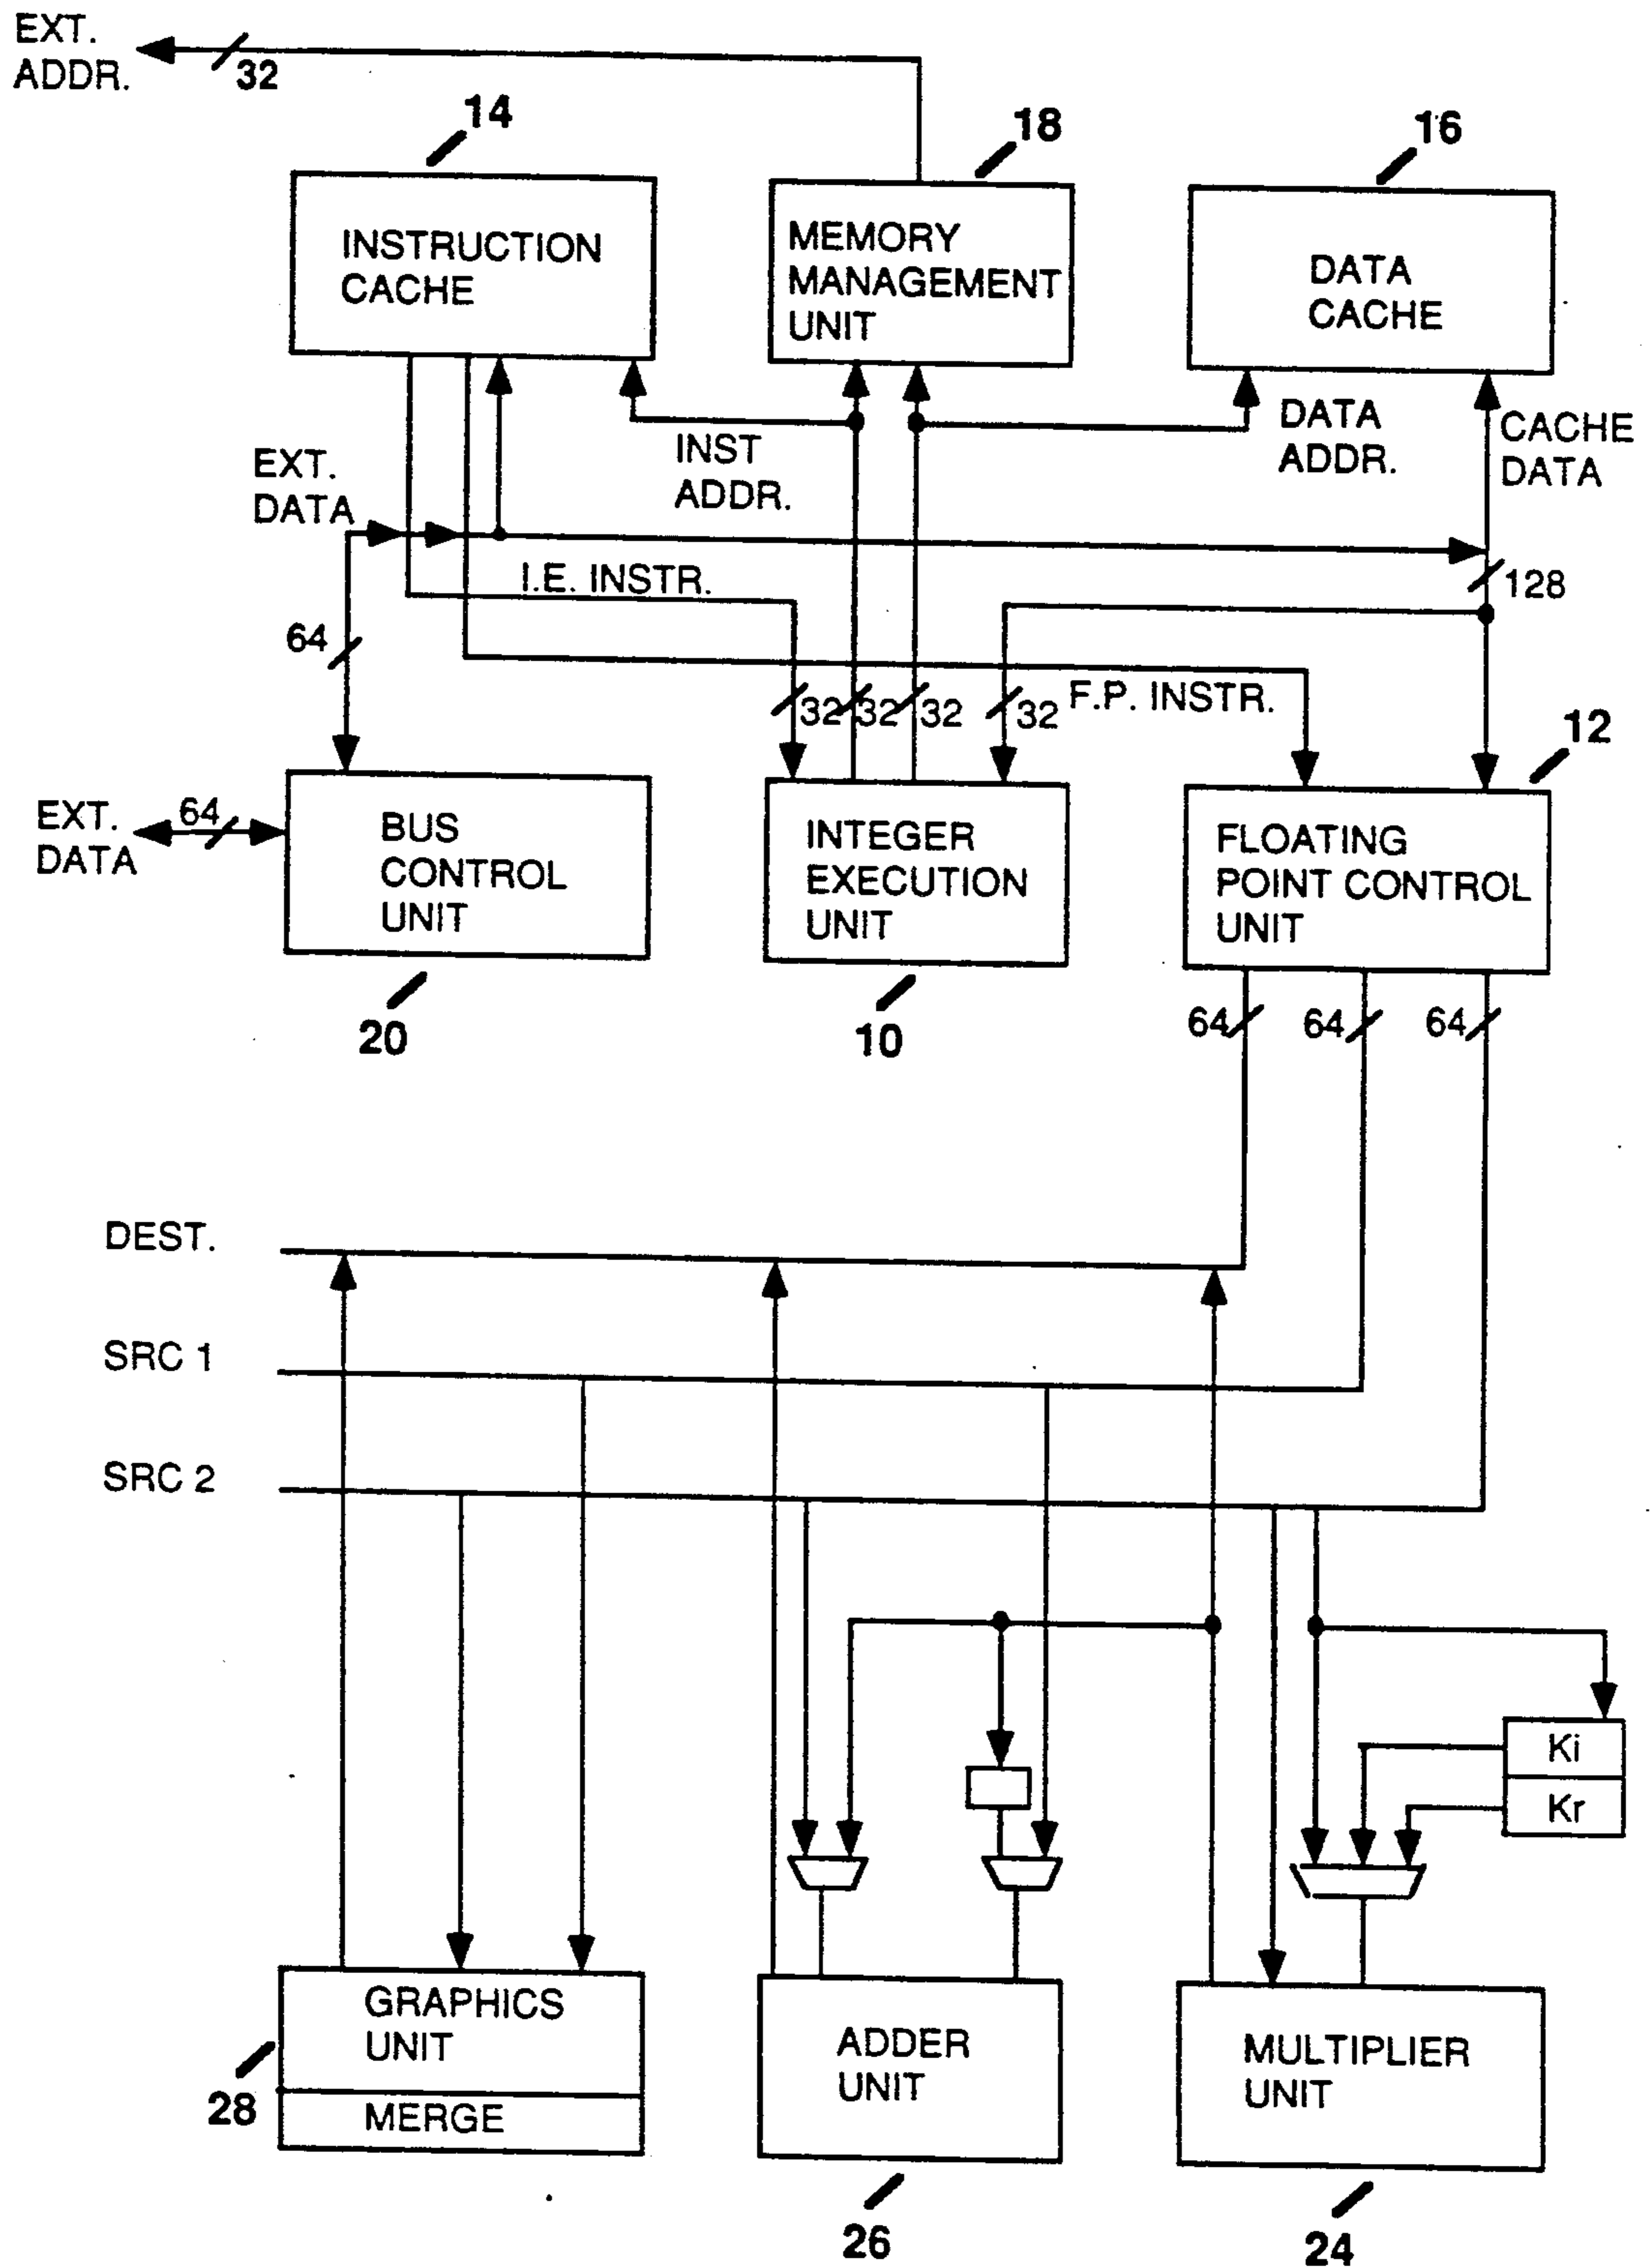 EXT.
ADDR.
32
14
18
16
INSTRUCTION
CACHE
MEMORY
MANAGEMENT
UNIT
DATA
CACHE
INST
ADDR.
DATA
ADDR.
CACHE
DATA
EXT.
DATA
I.E. INSTR.
128
64
32
32
32
32
F.P. INSTR.
12
EXT.
DATA
64
BUS
CONTROL
UNIT
INTEGER
EXECUTION
UNIT
FLOATING
POINT CONTROL
UNIT
20
10
64
64
64
DEST.
SRC 1
SRC 2
Ki
Kr
GRAPHICS
UNIT
MERGE
28
ADDER
UNIT
26
MULTIPLIER
UNIT
24